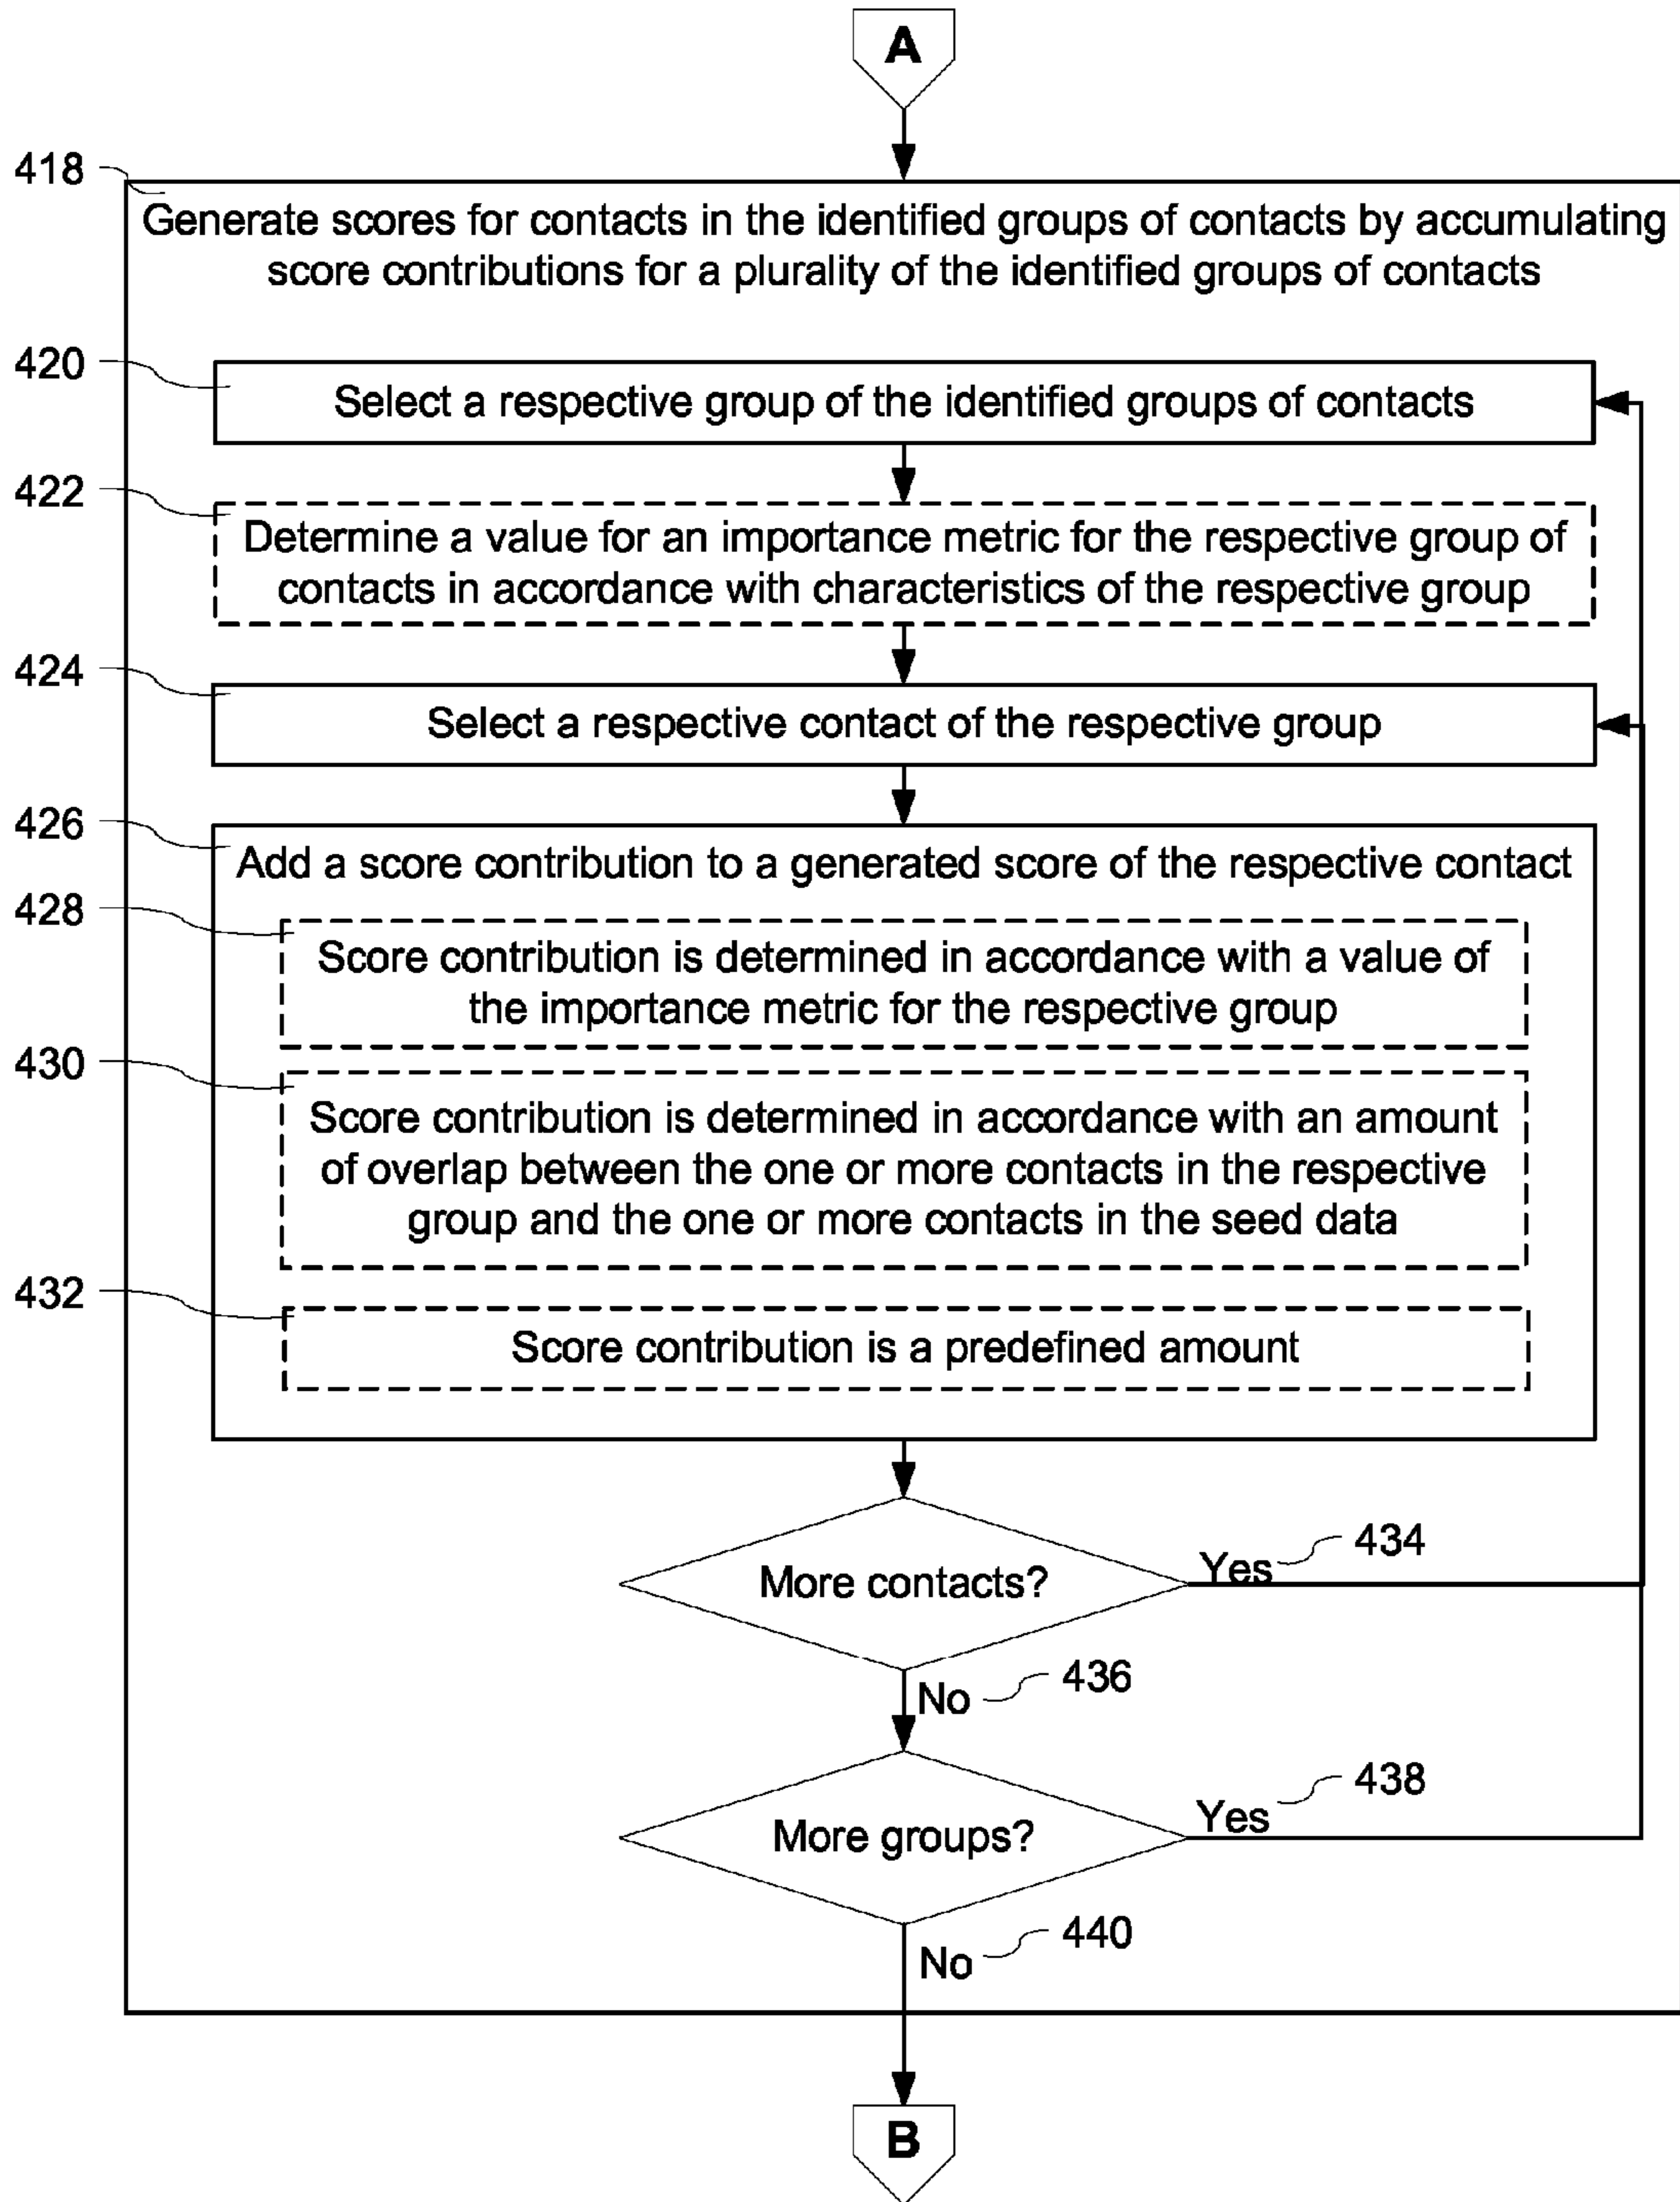 A
418
Generate scores for contacts in the identified groups of contacts by accumulating
score contributions for a plurality of the identified groups of contacts
420
Select a respective group of the identified groups of contacts
422
Determine a value for an importance metric for the respective group of
contacts in accordance with characteristics of the respective group
424
Select a respective contact of the respective group
426
Add a score contribution to a generated score of the respective contact
428
Score contribution is determined in accordance with a value of
the importance metric for the respective group
430
Score contribution is determined in accordance with an amount
of overlap between the one or more contacts in the respective
group and the one or more contacts in the seed data
432
Score contribution is a predefined amount
More contacts?
Yes
434
No
436
More groups?
Yes
438
No
440
B